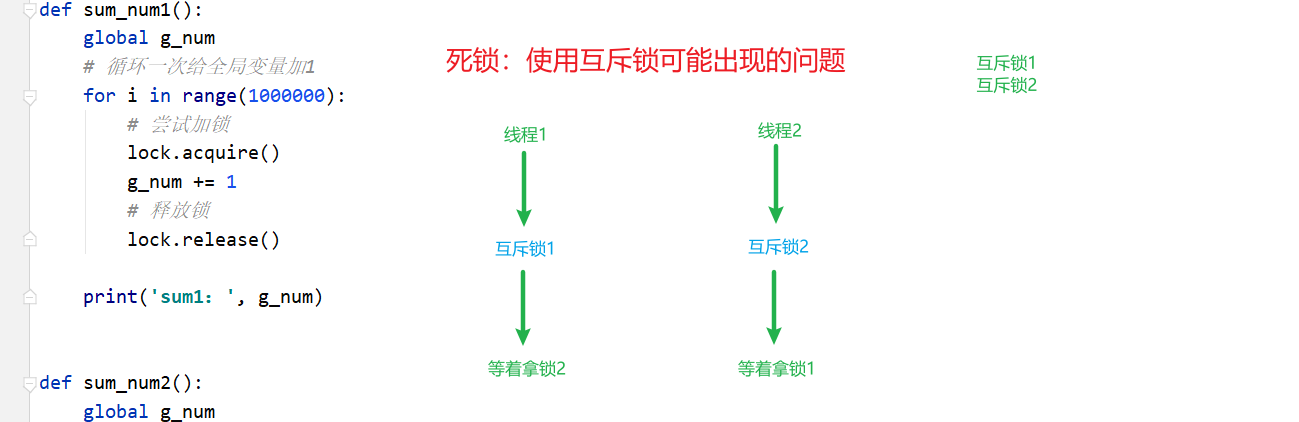 def sum_num1():
    global g_num
    # 循环一次给全局变量加1
    for i in range(1000000):
        # 尝试加锁
        lock.acquire()
        g_num += 1
        # 释放锁
        lock.release()
    print('sum1: ', g_num)
def sum_num2():
    global g_num
死锁：使用互斥锁可能出现的问题
互斥锁1
互斥锁2
线程1
互斥锁1
等着拿锁2
线程2
互斥锁2
等着拿锁1